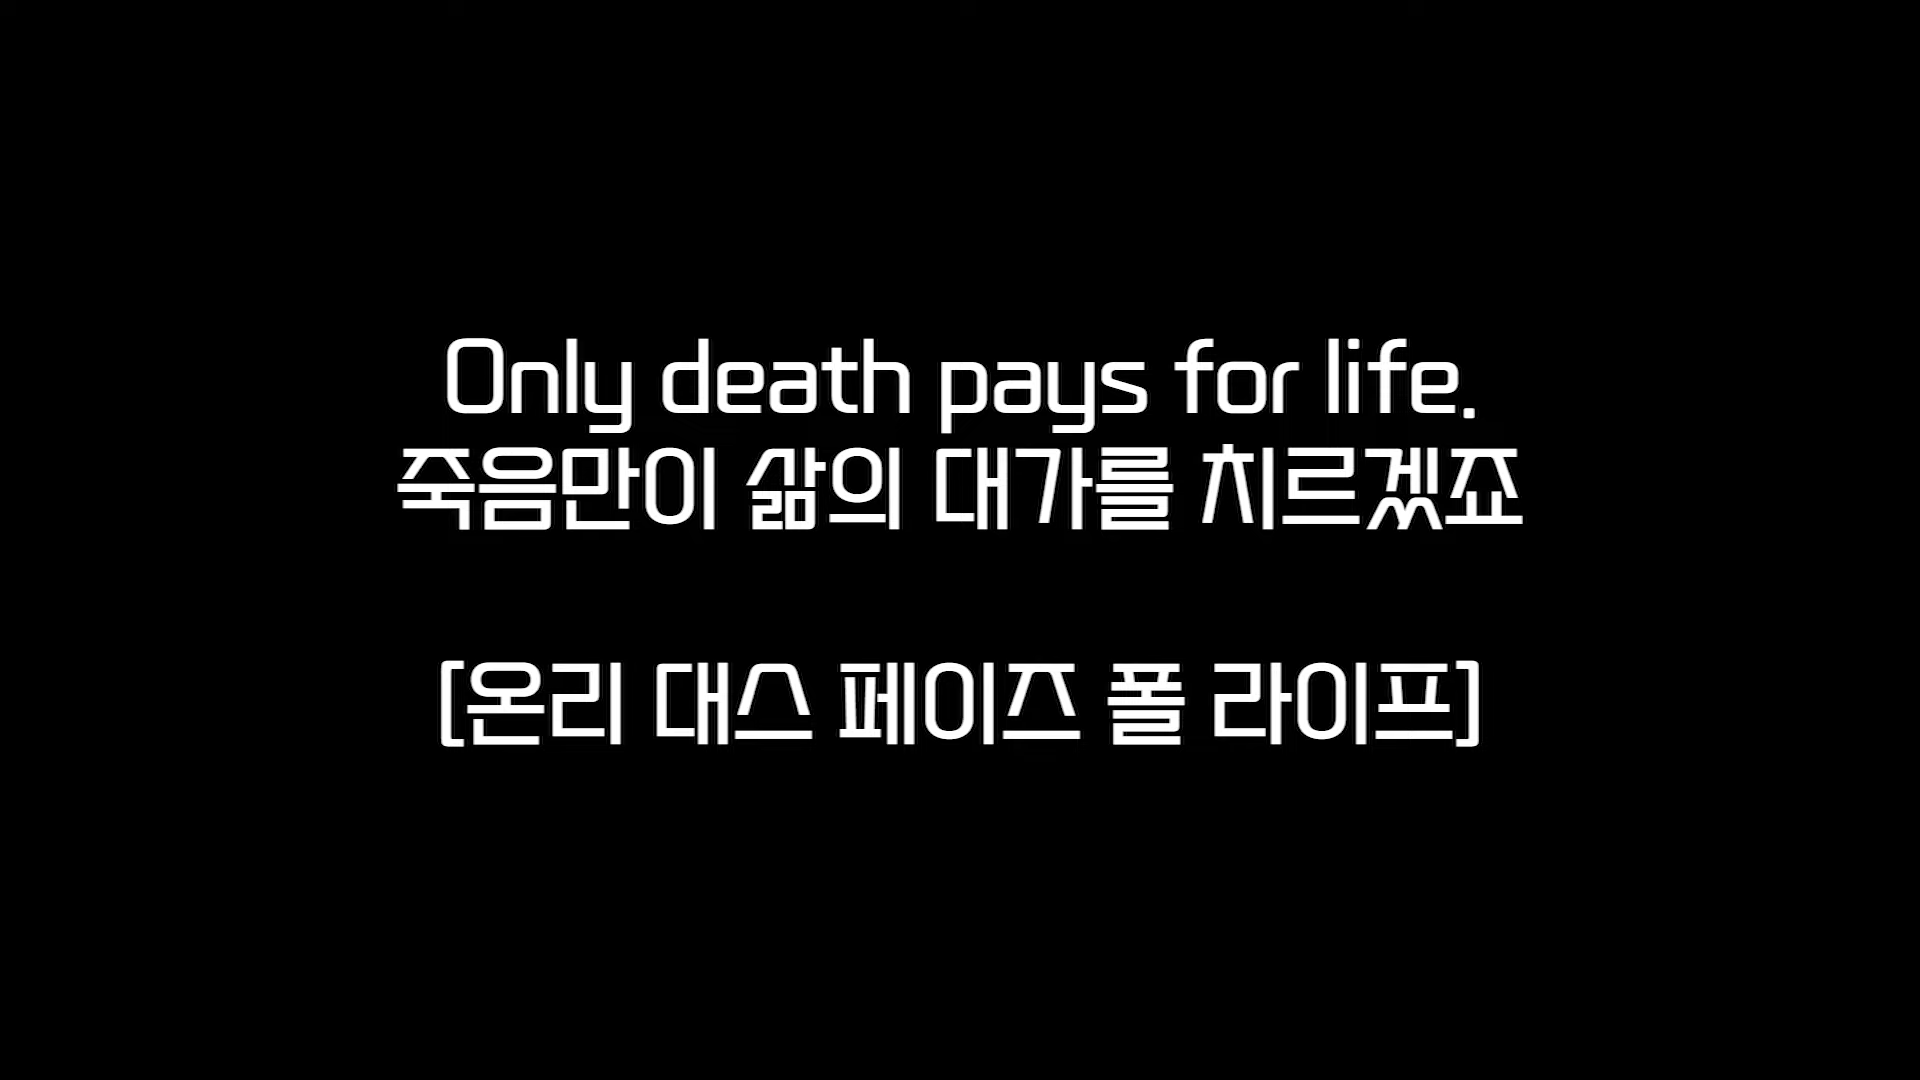 Only death pays for life.
죽음만이 삶의 대가를 치르겠죠
[온리 대스 페이즈 폴 라이프]